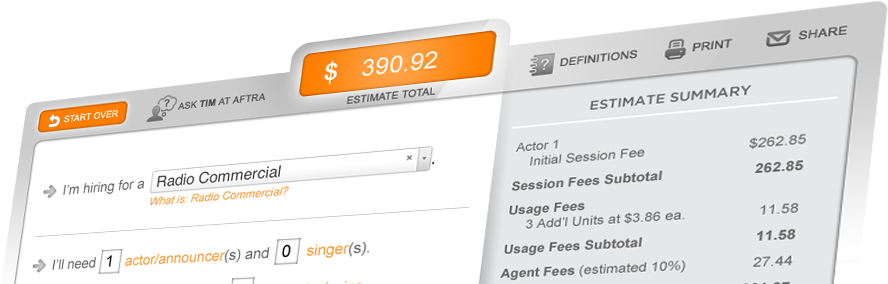 $ 390.92
ESTIMATE TOTAL
START OVER
ASK TIM AT AFTRA
DEFINITIONS
PRINT
SHARE
I'm hiring for a Radio Commercial × .
What is: Radio Commercial?
I'll need 1 actor/announcer(s) and 0 singer(s).
ESTIMATE SUMMARY
Actor 1
Initial Session Fee $262.85
Session Fees Subtotal 262.85
Usage Fees
3 Add'l Units at $3.86 ea. 11.58
Usage Fees Subtotal 11.58
Agent Fees (estimated 10%) 27.44